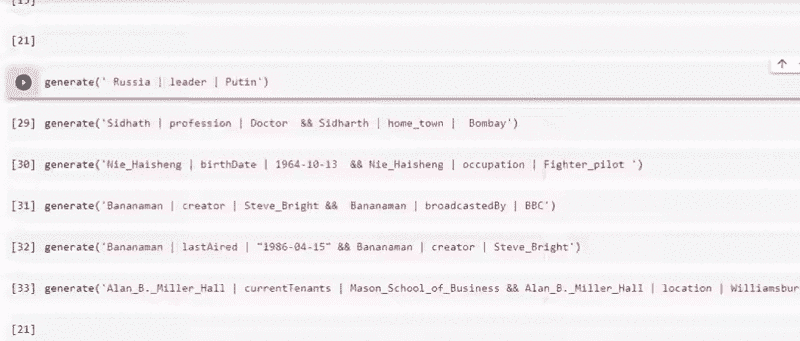 [21]
generate(' Russia | leader | Putin')
[29] generate('Sidhath | profession | Doctor  && Sidharth | home_town |  Bombay')
[30] generate('Nie_Haisheng | birthDate | 1964-10-13  && Nie_Haisheng | occupation | Fighter_pilot ')
[31] generate('Bananaman | creator | Steve_Bright &&  Bananaman | broadcastedBy | BBC')
[32] generate('Bananaman | lastAired | "1986-04-15" && Bananaman | creator | Steve_Bright')
[33] generate('Alan_B._Miller_Hall | currentTenants | Mason_School_of_Business && Alan_B._Miller_Hall | location | Williamsbur
[21]